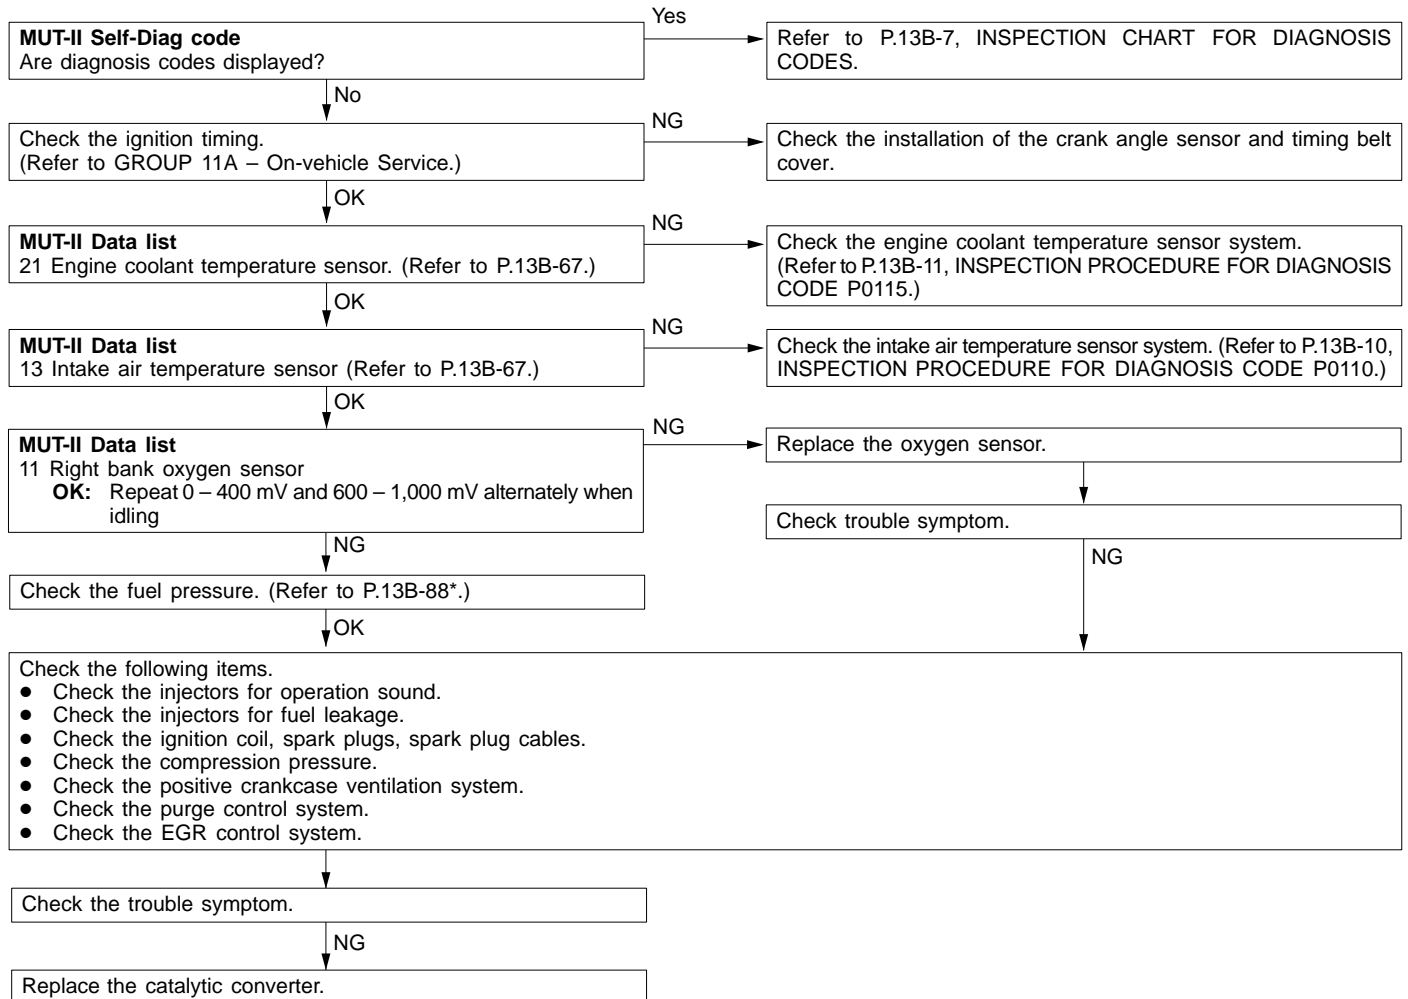 Yes
MUT-II Self-Diag code
Are diagnosis codes displayed?
Refer to P.13B-7, INSPECTION CHART FOR DIAGNOSIS
CODES.
No
Check the ignition timing.
(Refer to GROUP 11A – On-vehicle Service.)
NG
Check the installation of the crank angle sensor and timing belt
cover.
OK
MUT-II Data list
21 Engine coolant temperature sensor. (Refer to P.13B-67.)
NG
Check the engine coolant temperature sensor system.
(Refer to P.13B-11, INSPECTION PROCEDURE FOR DIAGNOSIS
CODE P0115.)
OK
MUT-II Data list
13 Intake air temperature sensor (Refer to P.13B-67.)
NG
Check the intake air temperature sensor system. (Refer to P.13B-10,
INSPECTION PROCEDURE FOR DIAGNOSIS CODE P0110.)
OK
MUT-II Data list
11 Right bank oxygen sensor
OK: Repeat 0 – 400 mV and 600 – 1,000 mV alternately when
idling
NG
Replace the oxygen sensor.
Check trouble symptom.
NG
NG
Check the fuel pressure. (Refer to P.13B-88*.)
OK
Check the following items.
● Check the injectors for operation sound.
● Check the injectors for fuel leakage.
● Check the ignition coil, spark plugs, spark plug cables.
● Check the compression pressure.
● Check the positive crankcase ventilation system.
● Check the purge control system.
● Check the EGR control system.
Check the trouble symptom.
NG
Replace the catalytic converter.